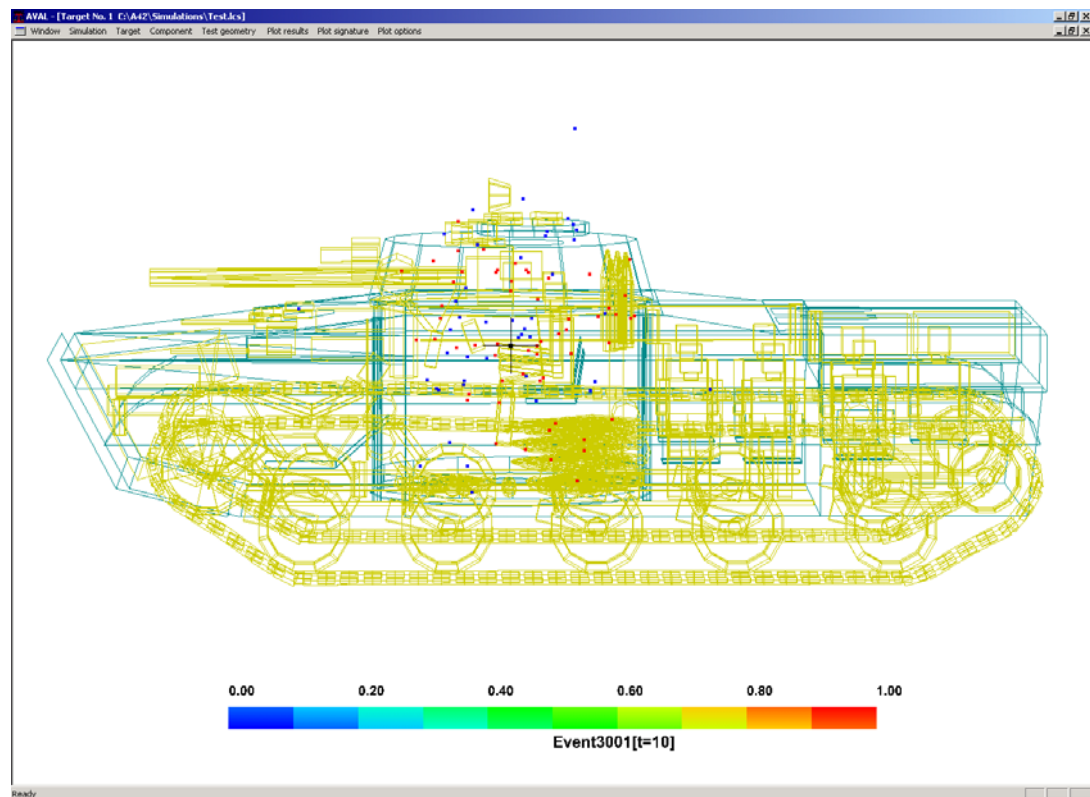 AVAL - [Target No. 1 C:\A42\Simulations\Test.lcs]
Window Simulation Target Component Test geometry Plot results Plot signature Plot options
0.00 0.20 0.40 0.60 0.80 1.00
Event3001[t=10]
Ready